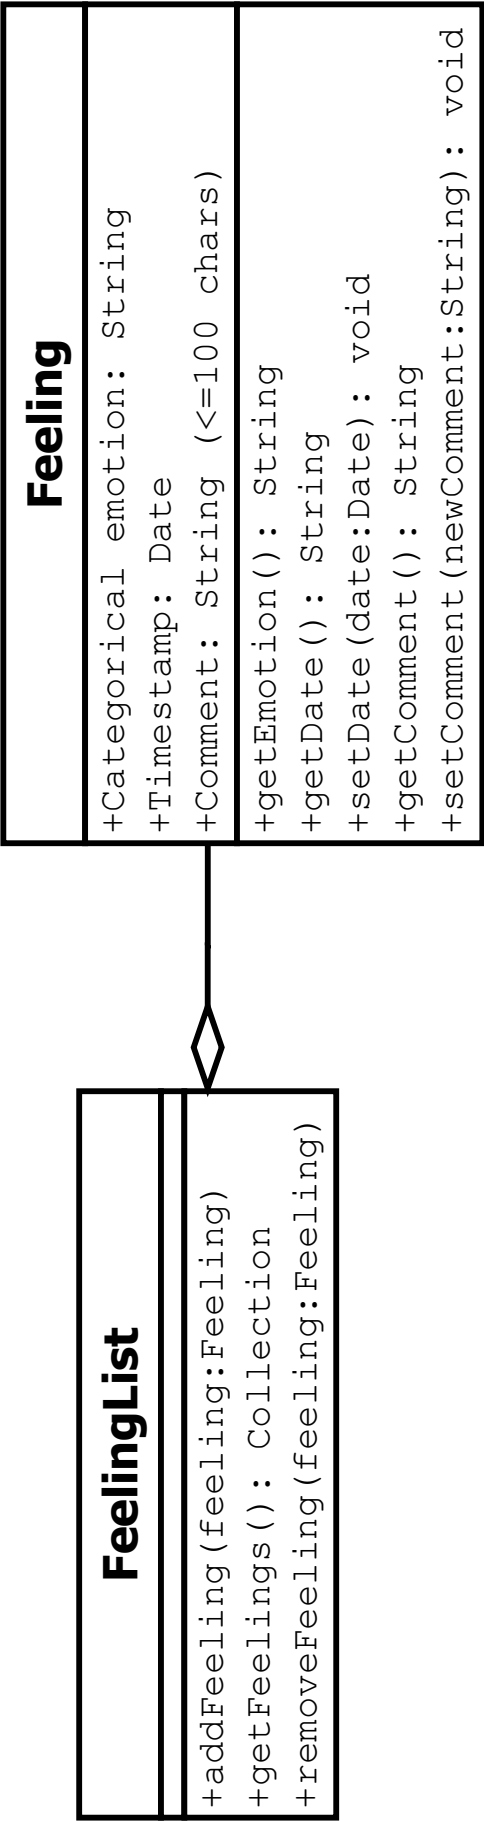 FeelingList
+addFeeling(feeling:Feeling)
+getFeelings(): Collection
+removeFeeling(feeling:Feeling)
Feeling
+Categorical emotion: String
+Timestamp: Date
+Comment: String (<=100 chars)
+getEmotion(): String
+getDate(): String
+setDate(date:Date): void
+getComment(): String
+setComment(newComment:String): void